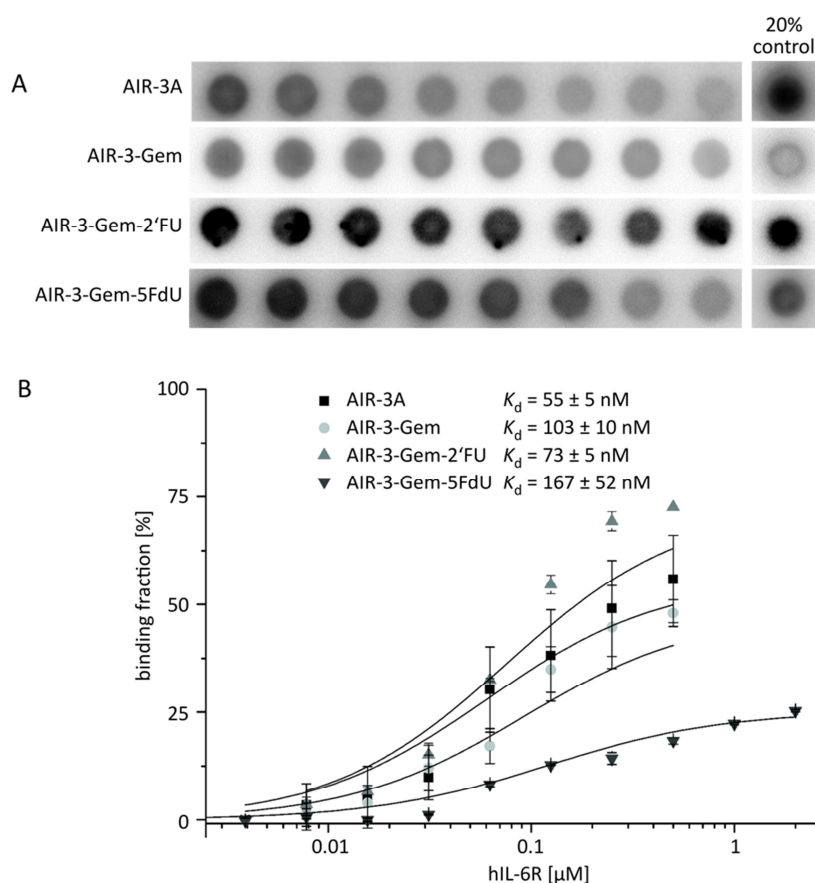 20%
control
A
AIR-3A
AIR-3-Gem
AIR-3-Gem-2'FU
AIR-3-Gem-5FdU
B
100
75
50
25
0
binding fraction [%]
AIR-3A Kd = 55 ± 5 nM
AIR-3-Gem Kd = 103 ± 10 nM
AIR-3-Gem-2'FU Kd = 73 ± 5 nM
AIR-3-Gem-5FdU Kd = 167 ± 52 nM
0.01 0.1 1
hIL-6R [µM]